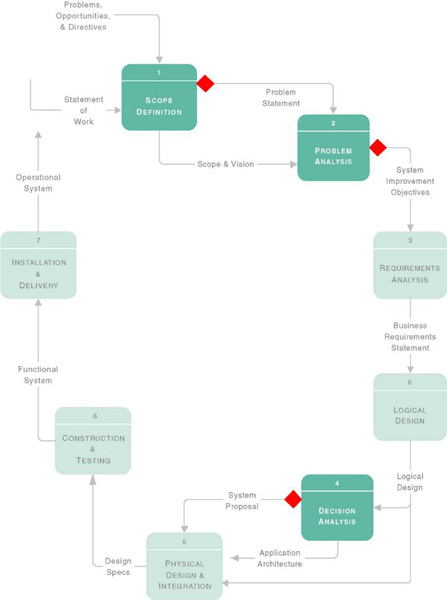 Problems,
Opportunities,
& Directives
1
SCOPE
DEFINITION
Statement
of
Work
Problem
Statement
2
PROBLEM
ANALYSIS
Scope & Vision
System
Improvement
Objectives
Operational
System
3
REQUIREMENTS
ANALYSIS
7
INSTALLATION
&
DELIVERY
Business
Requirements
Statement
Functional
System
6
LOGICAL
DESIGN
6
CONSTRUCTION
&
TESTING
Logical
Design
4
DECISION
ANALYSIS
System
Proposal
5
PHYSICAL
DESIGN &
INTEGRATION
Application
Architecture
Design
Specs